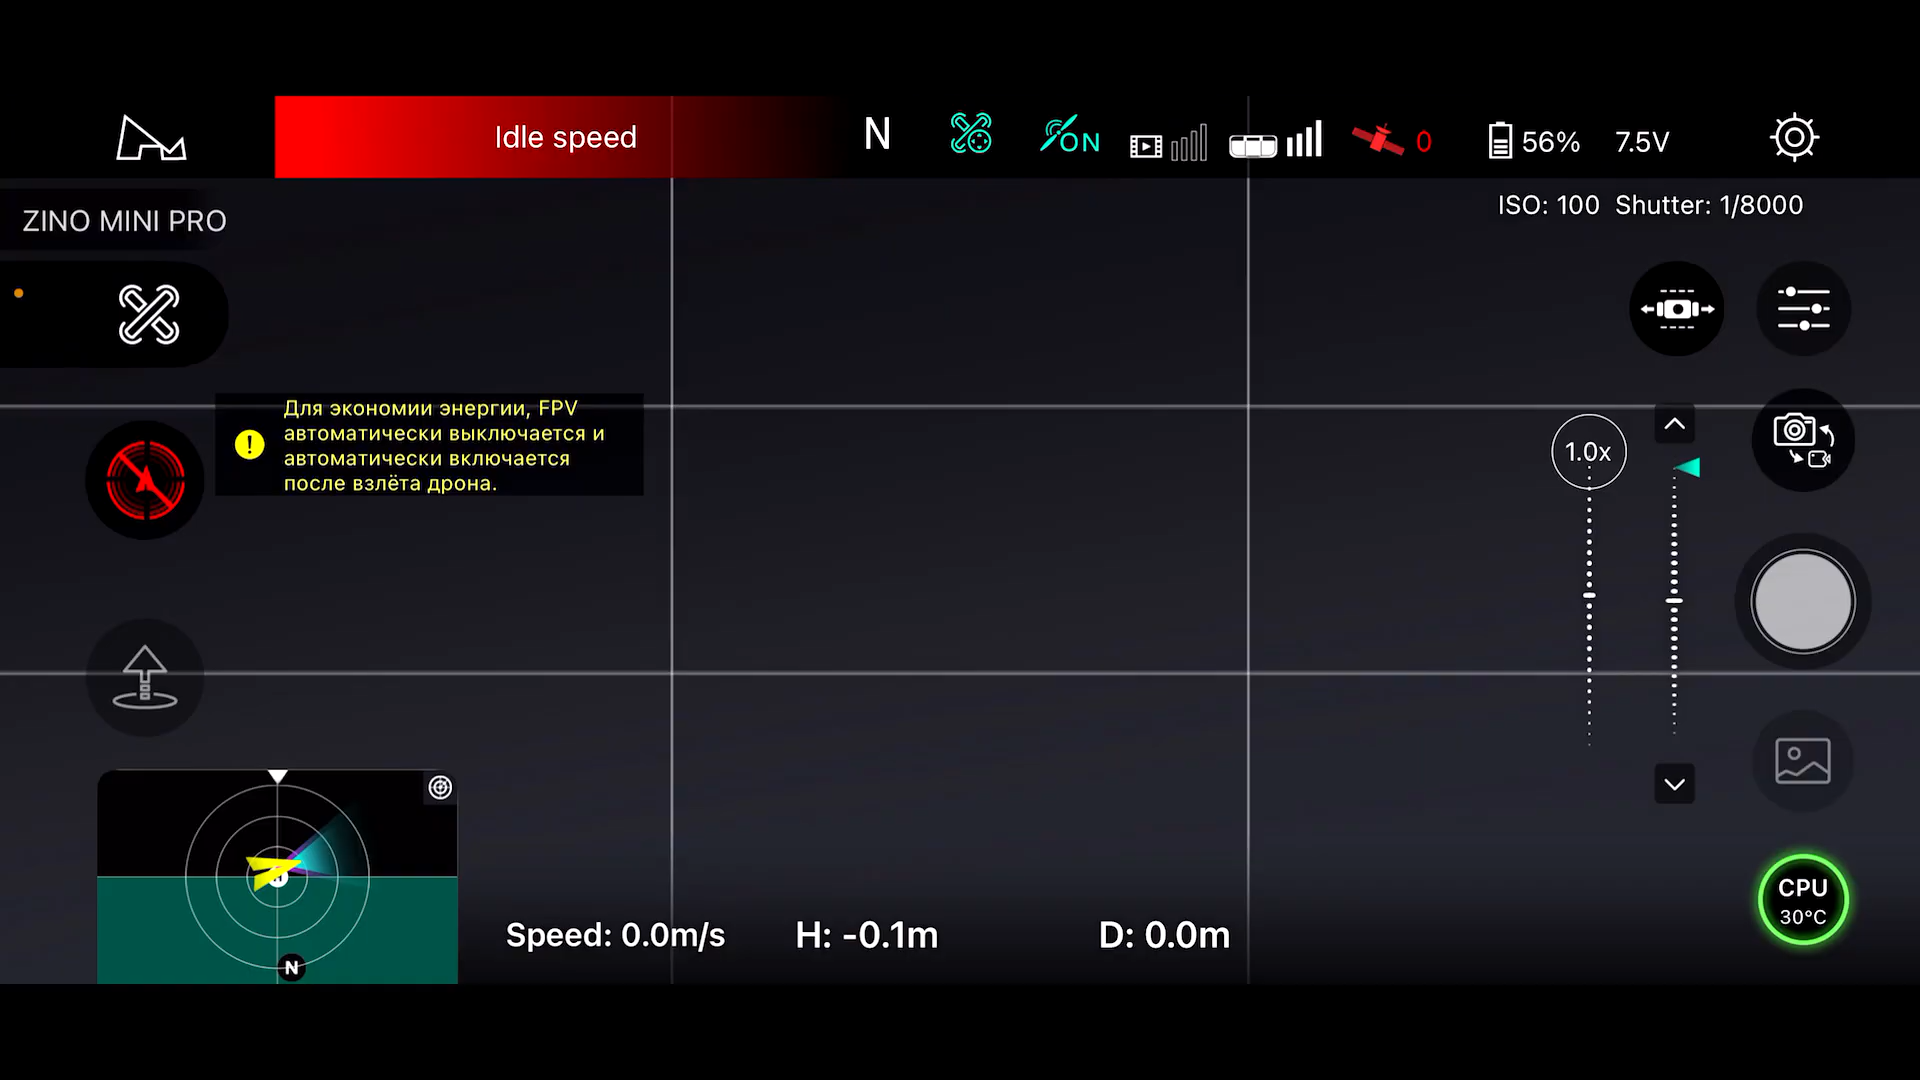 Idle speed
N
ON
0
56%
7.5V
ZINO MINI PRO
ISO: 100 Shutter: 1/8000
Для экономии энергии, FPV
автоматически выключается и
автоматически включается
после взлёта дрона.
1.0x
CPU
30°C
H
N
Speed: 0.0m/s
H: -0.1m
D: 0.0m